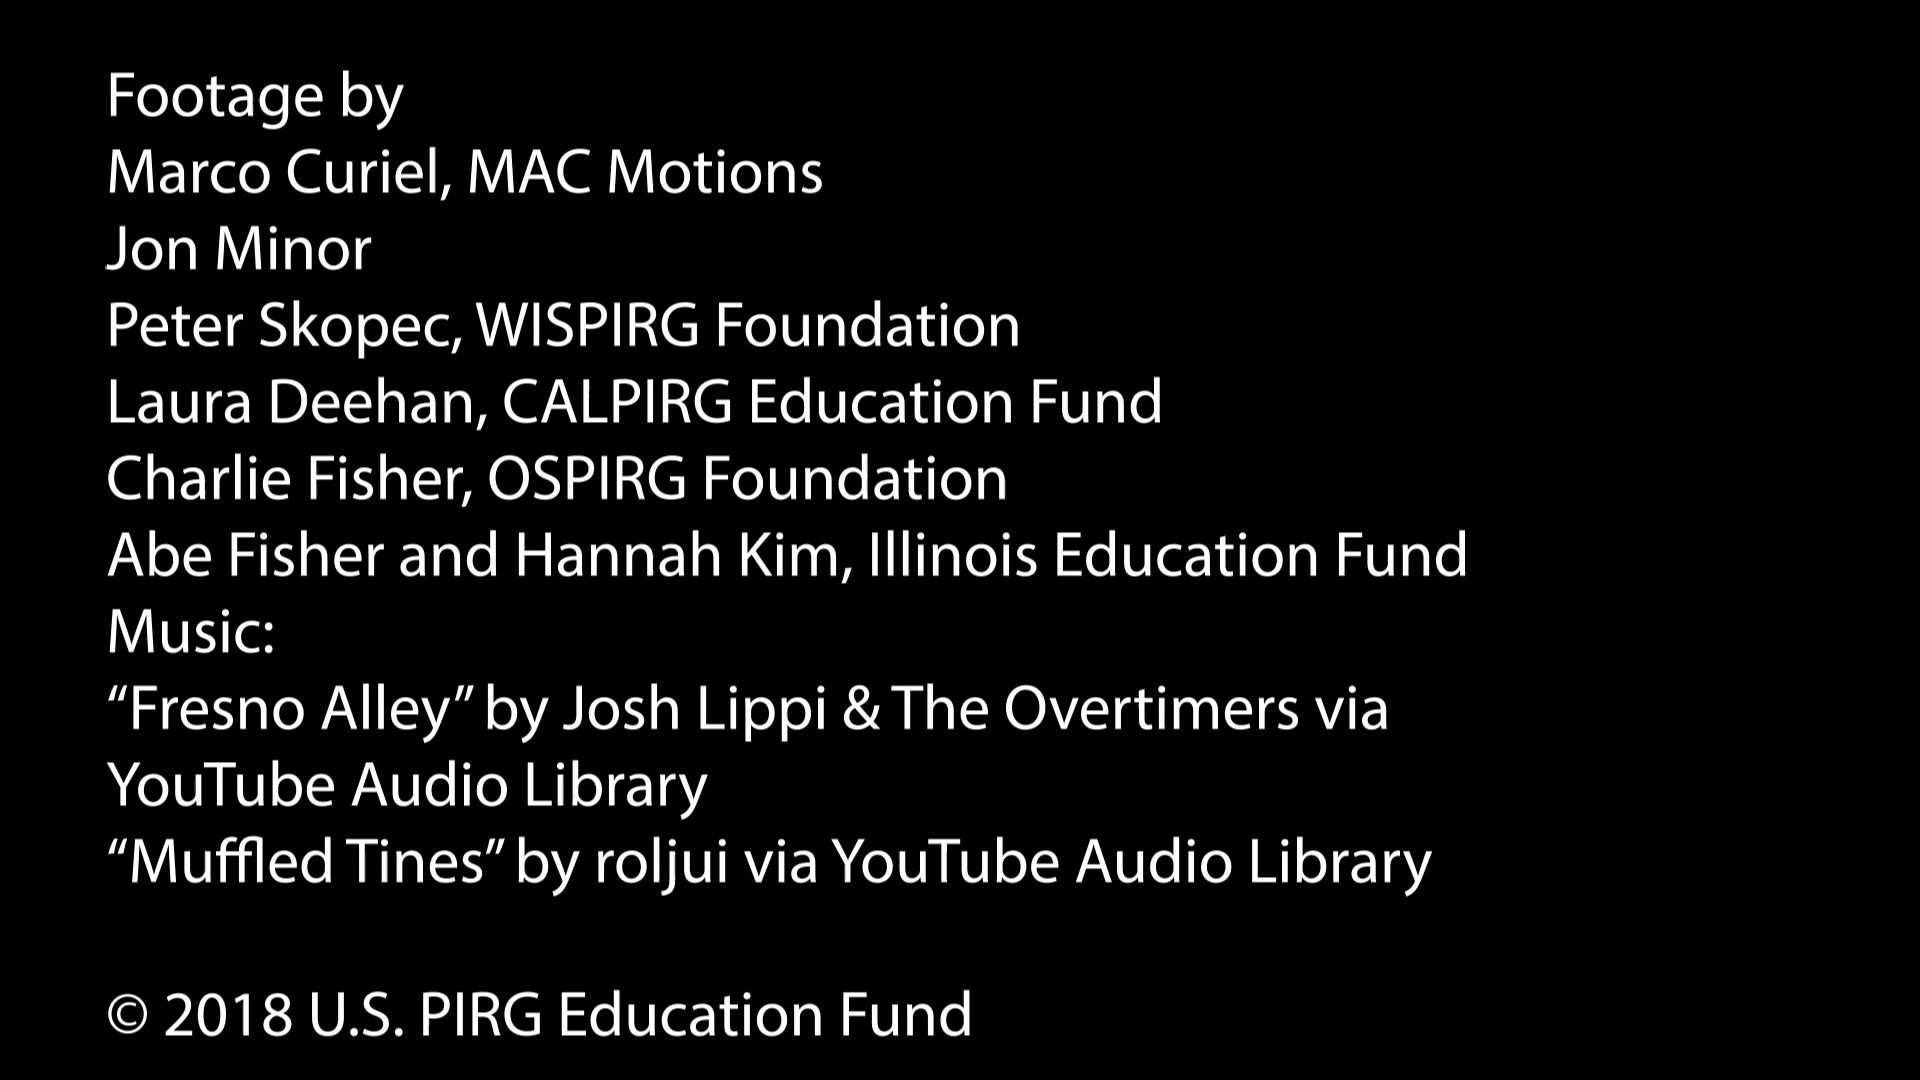 Footage by
Marco Curiel, MAC Motions
Jon Minor
Peter Skopec, WISPIRG Foundation
Laura Deehan, CALPIRG Education Fund
Charlie Fisher, OSPIRG Foundation
Abe Fisher and Hannah Kim, Illinois Education Fund
Music:
“Fresno Alley” by Josh Lippi & The Overtimers via
YouTube Audio Library
“Muffled Tines” by roljui via YouTube Audio Library
© 2018 U.S. PIRG Education Fund